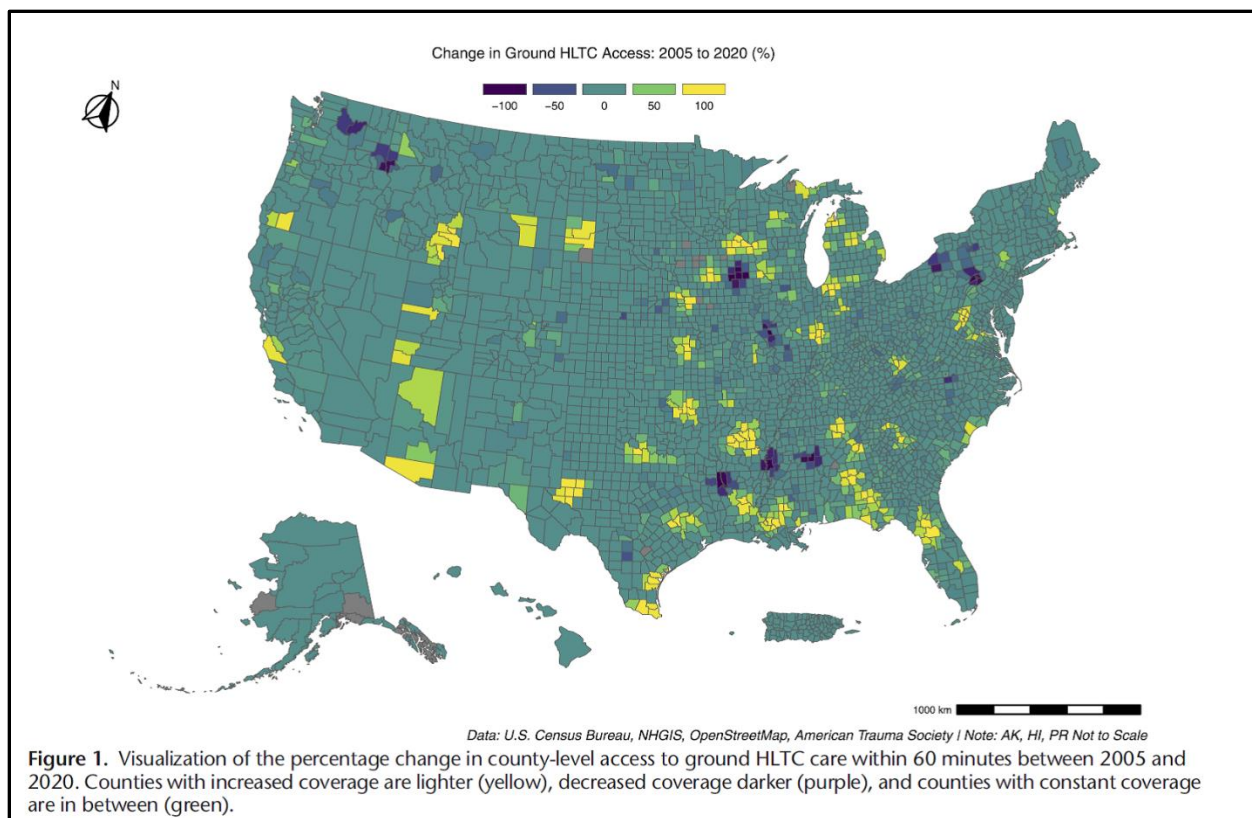 Change in Ground HLTC Access: 2005 to 2020 (%)
N
−100 −50 0 50 100
1000 km
Data: U.S. Census Bureau, NHGIS, OpenStreetMap, American Trauma Society | Note: AK, HI, PR Not to Scale
Figure 1. Visualization of the percentage change in county-level access to ground HLTC care within 60 minutes between 2005 and
2020. Counties with increased coverage are lighter (yellow), decreased coverage darker (purple), and counties with constant coverage
are in between (green).